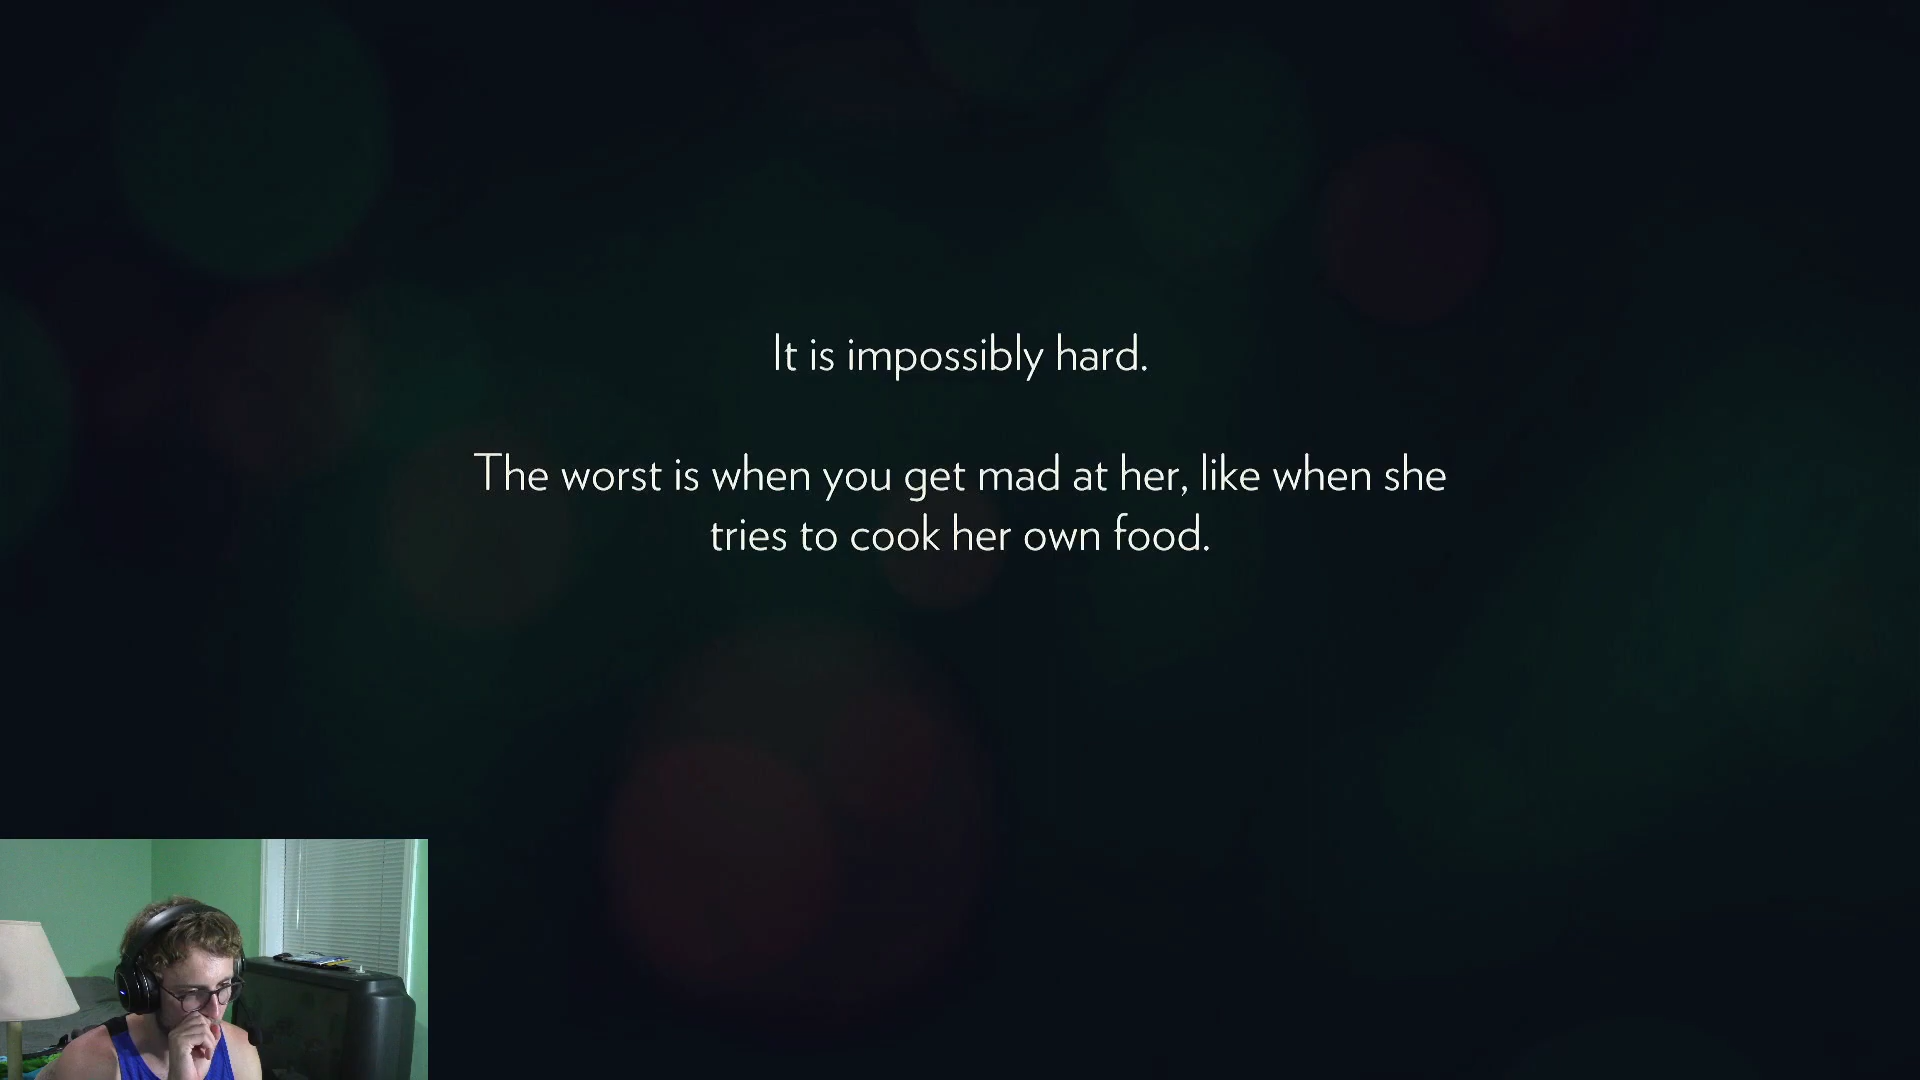 It is impossibly hard.
The worst is when you get mad at her, like when she
tries to cook her own food.